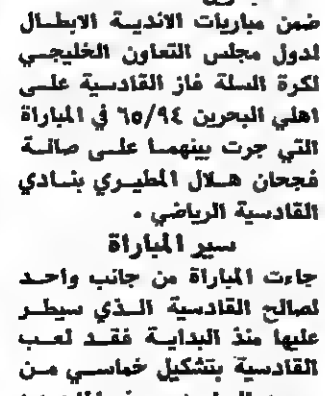 ضمن مباريات الاندية الابطال
لدول مجلس التعاون الخليجي
لكرة السلة فاز القادسية على
اهلي البحرين ٦٥/٩٤ في المباراة
التي جرت بينهما على صالة
فجحان هلال المطيري بنادي
القادسية الرياضي .
سير المباراة
جاءت المباراة من جانب واحد
لصالح القادسية الذي سيطر
عليها منذ البداية فقد لعب
القادسية بتشكيل خماسي من